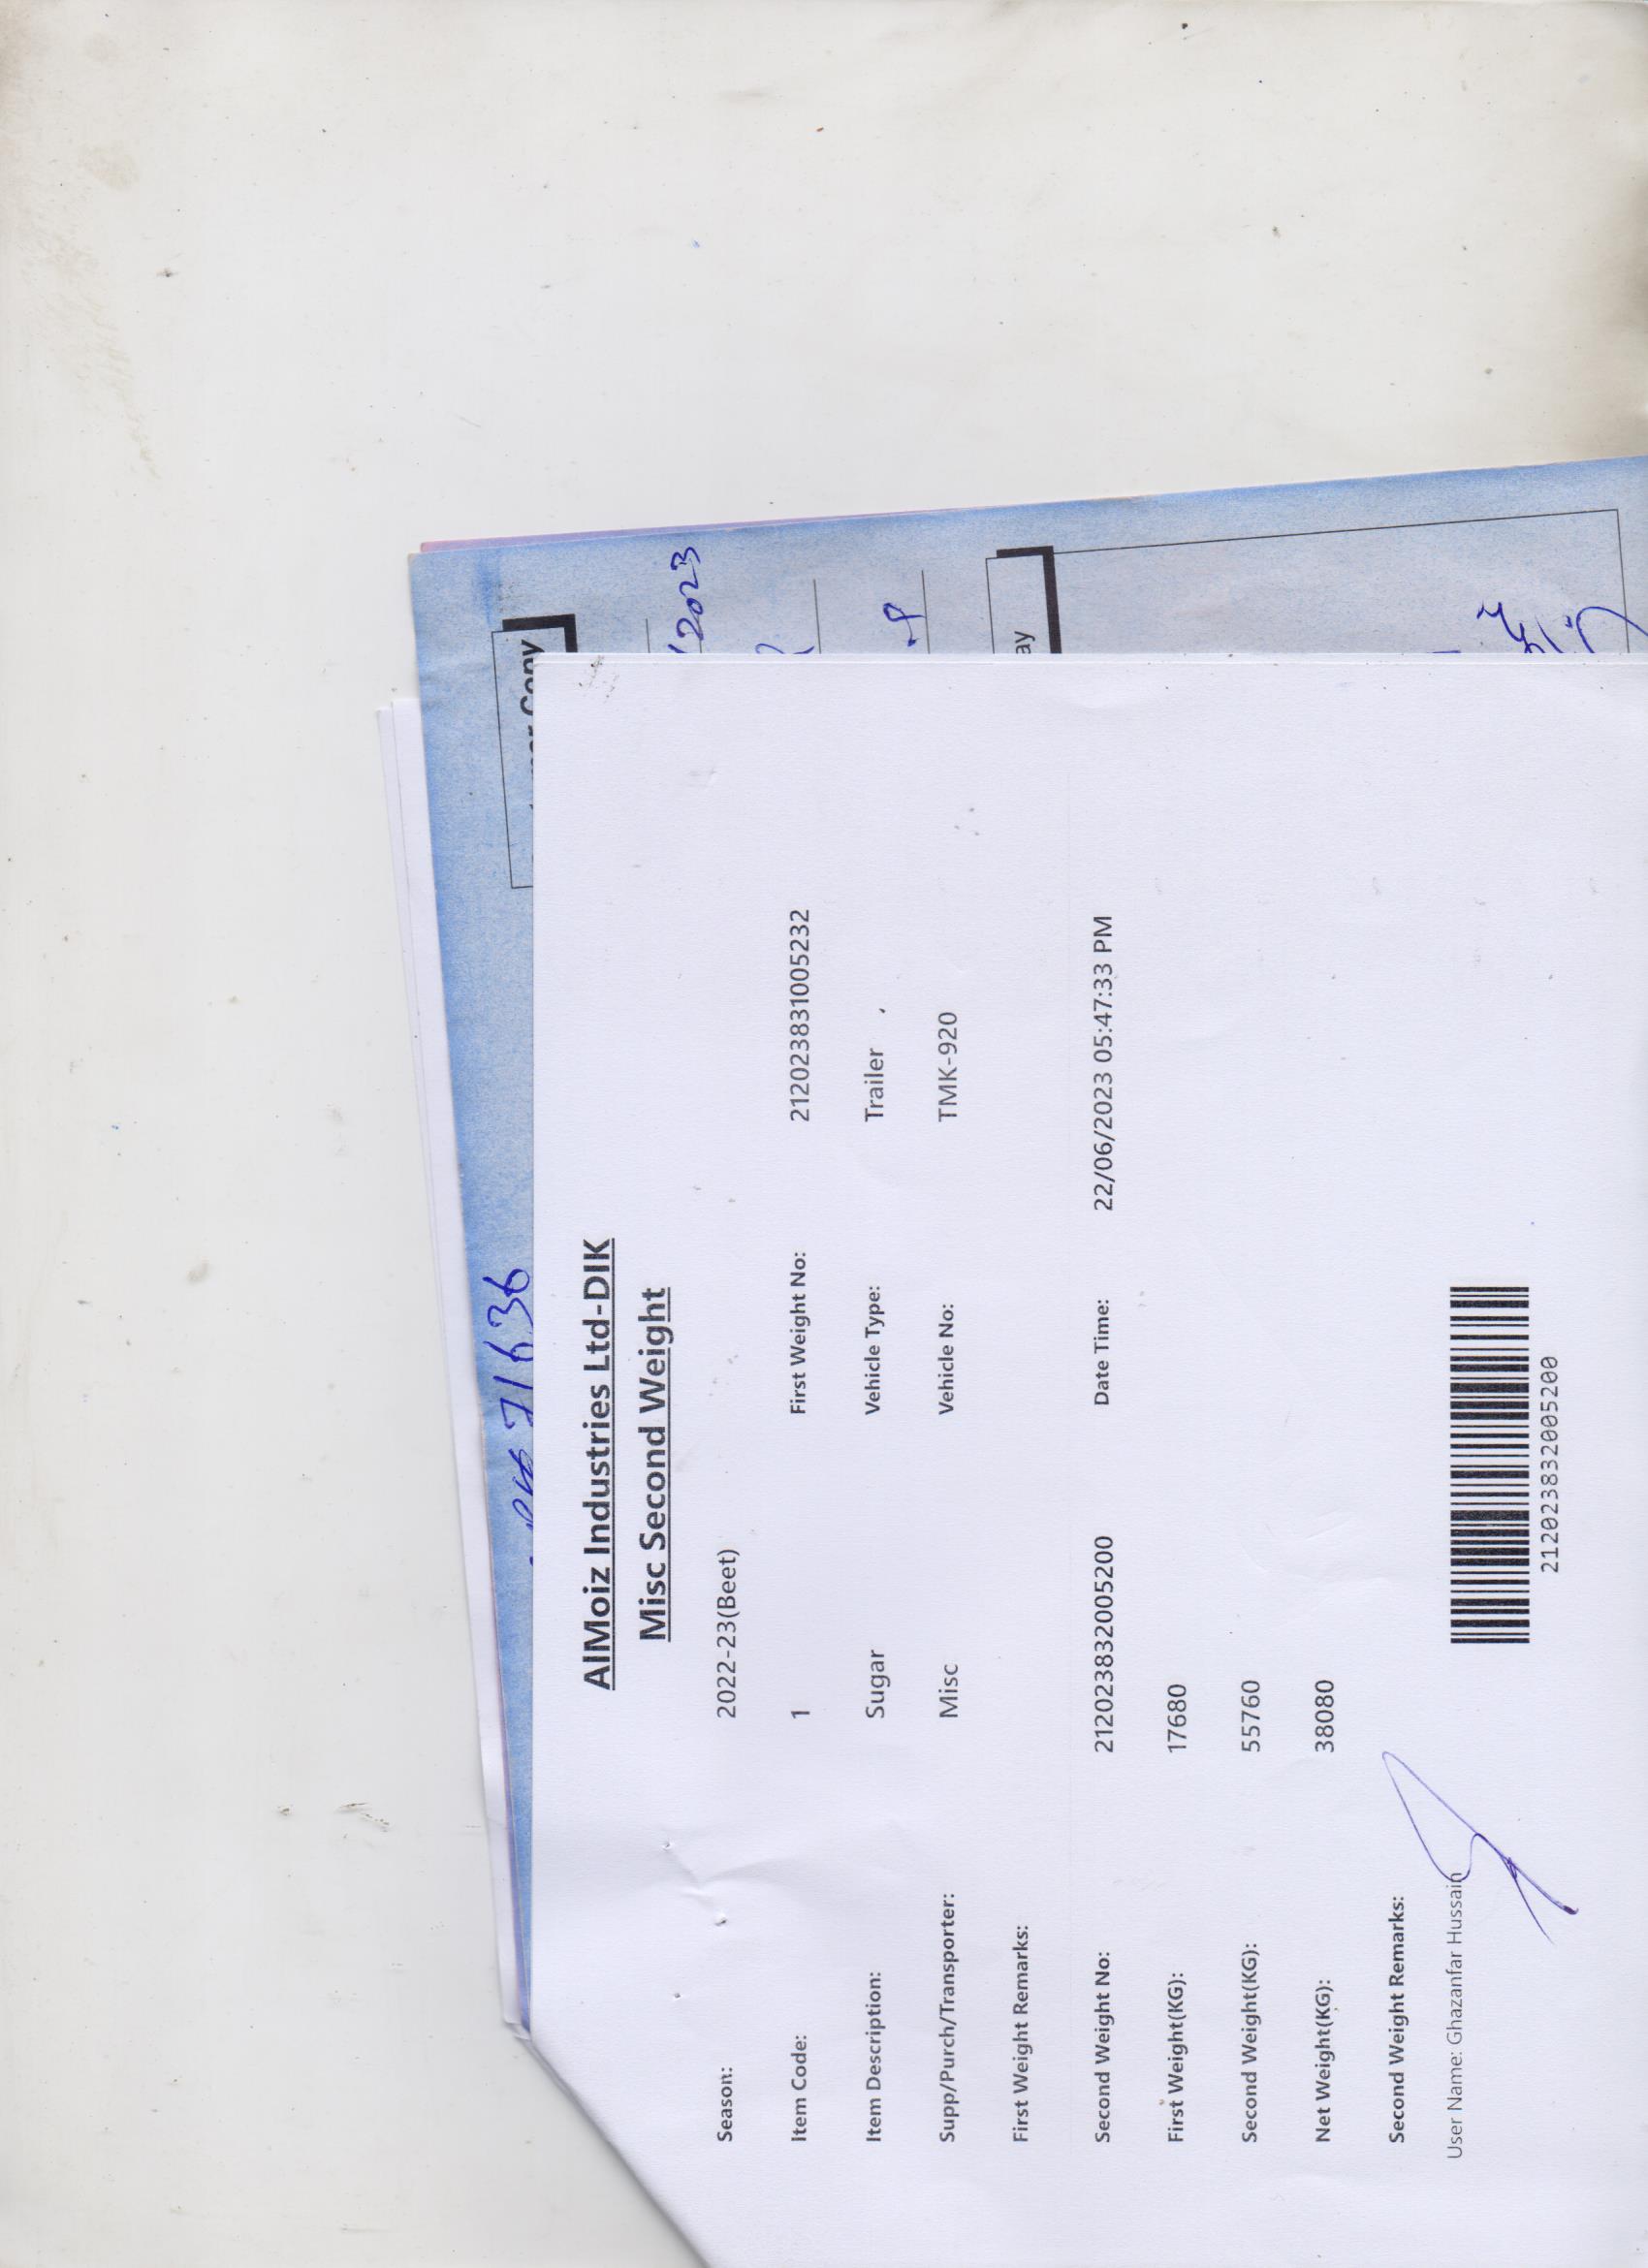 AlMoiz Industries Ltd-DIK
Misc Second Weight
Season: 2022-23(Beet)
Item Code: 1 First Weight No: 2120238310052​32
Item Description: Sugar Vehicle Type: Trailer
Supp/Purch/Transporter: Misc Vehicle No: TMK-920
First Weight Remarks:
Second Weight No: 212023832005200 Date Time: 22/06/2023 05:47:33 PM
First Weight(KG): 17680
Second Weight(KG): 55760
Net Weight(KG): 38080
Second Weight Remarks:
User Name: Ghazanfar Hussain
212023832005200
71636
Copy
2023
ay